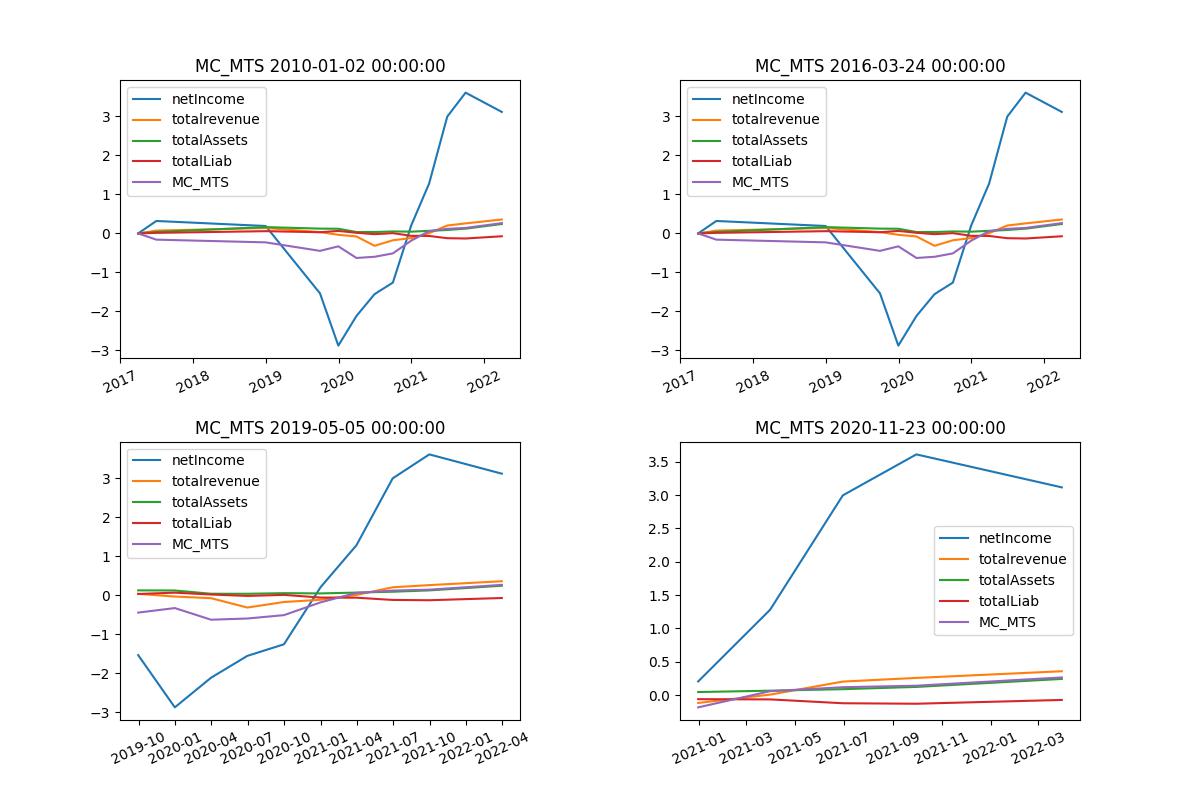 MC_MTS 2010-01-02 00:00:00
netIncome
totalrevenue
totalAssets
totalLiab
MC_MTS
3
2
1
0
−1
−2
−3
2017 2018 2019 2020 2021 2022
MC_MTS 2016-03-24 00:00:00
netIncome
totalrevenue
totalAssets
totalLiab
MC_MTS
3
2
1
0
−1
−2
−3
2017 2018 2019 2020 2021 2022
MC_MTS 2019-05-05 00:00:00
netIncome
totalrevenue
totalAssets
totalLiab
MC_MTS
3
2
1
0
−1
−2
−3
2019-10 2020-01 2020-04 2020-07 2020-10 2021-01 2021-04 2021-07 2021-10 2022-01 2022-04
MC_MTS 2020-11-23 00:00:00
3.5
3.0
2.5
2.0
1.5
1.0
0.5
0.0
netIncome
totalrevenue
totalAssets
totalLiab
MC_MTS
2021-01 2021-03 2021-05 2021-07 2021-09 2021-11 2022-01 2022-03